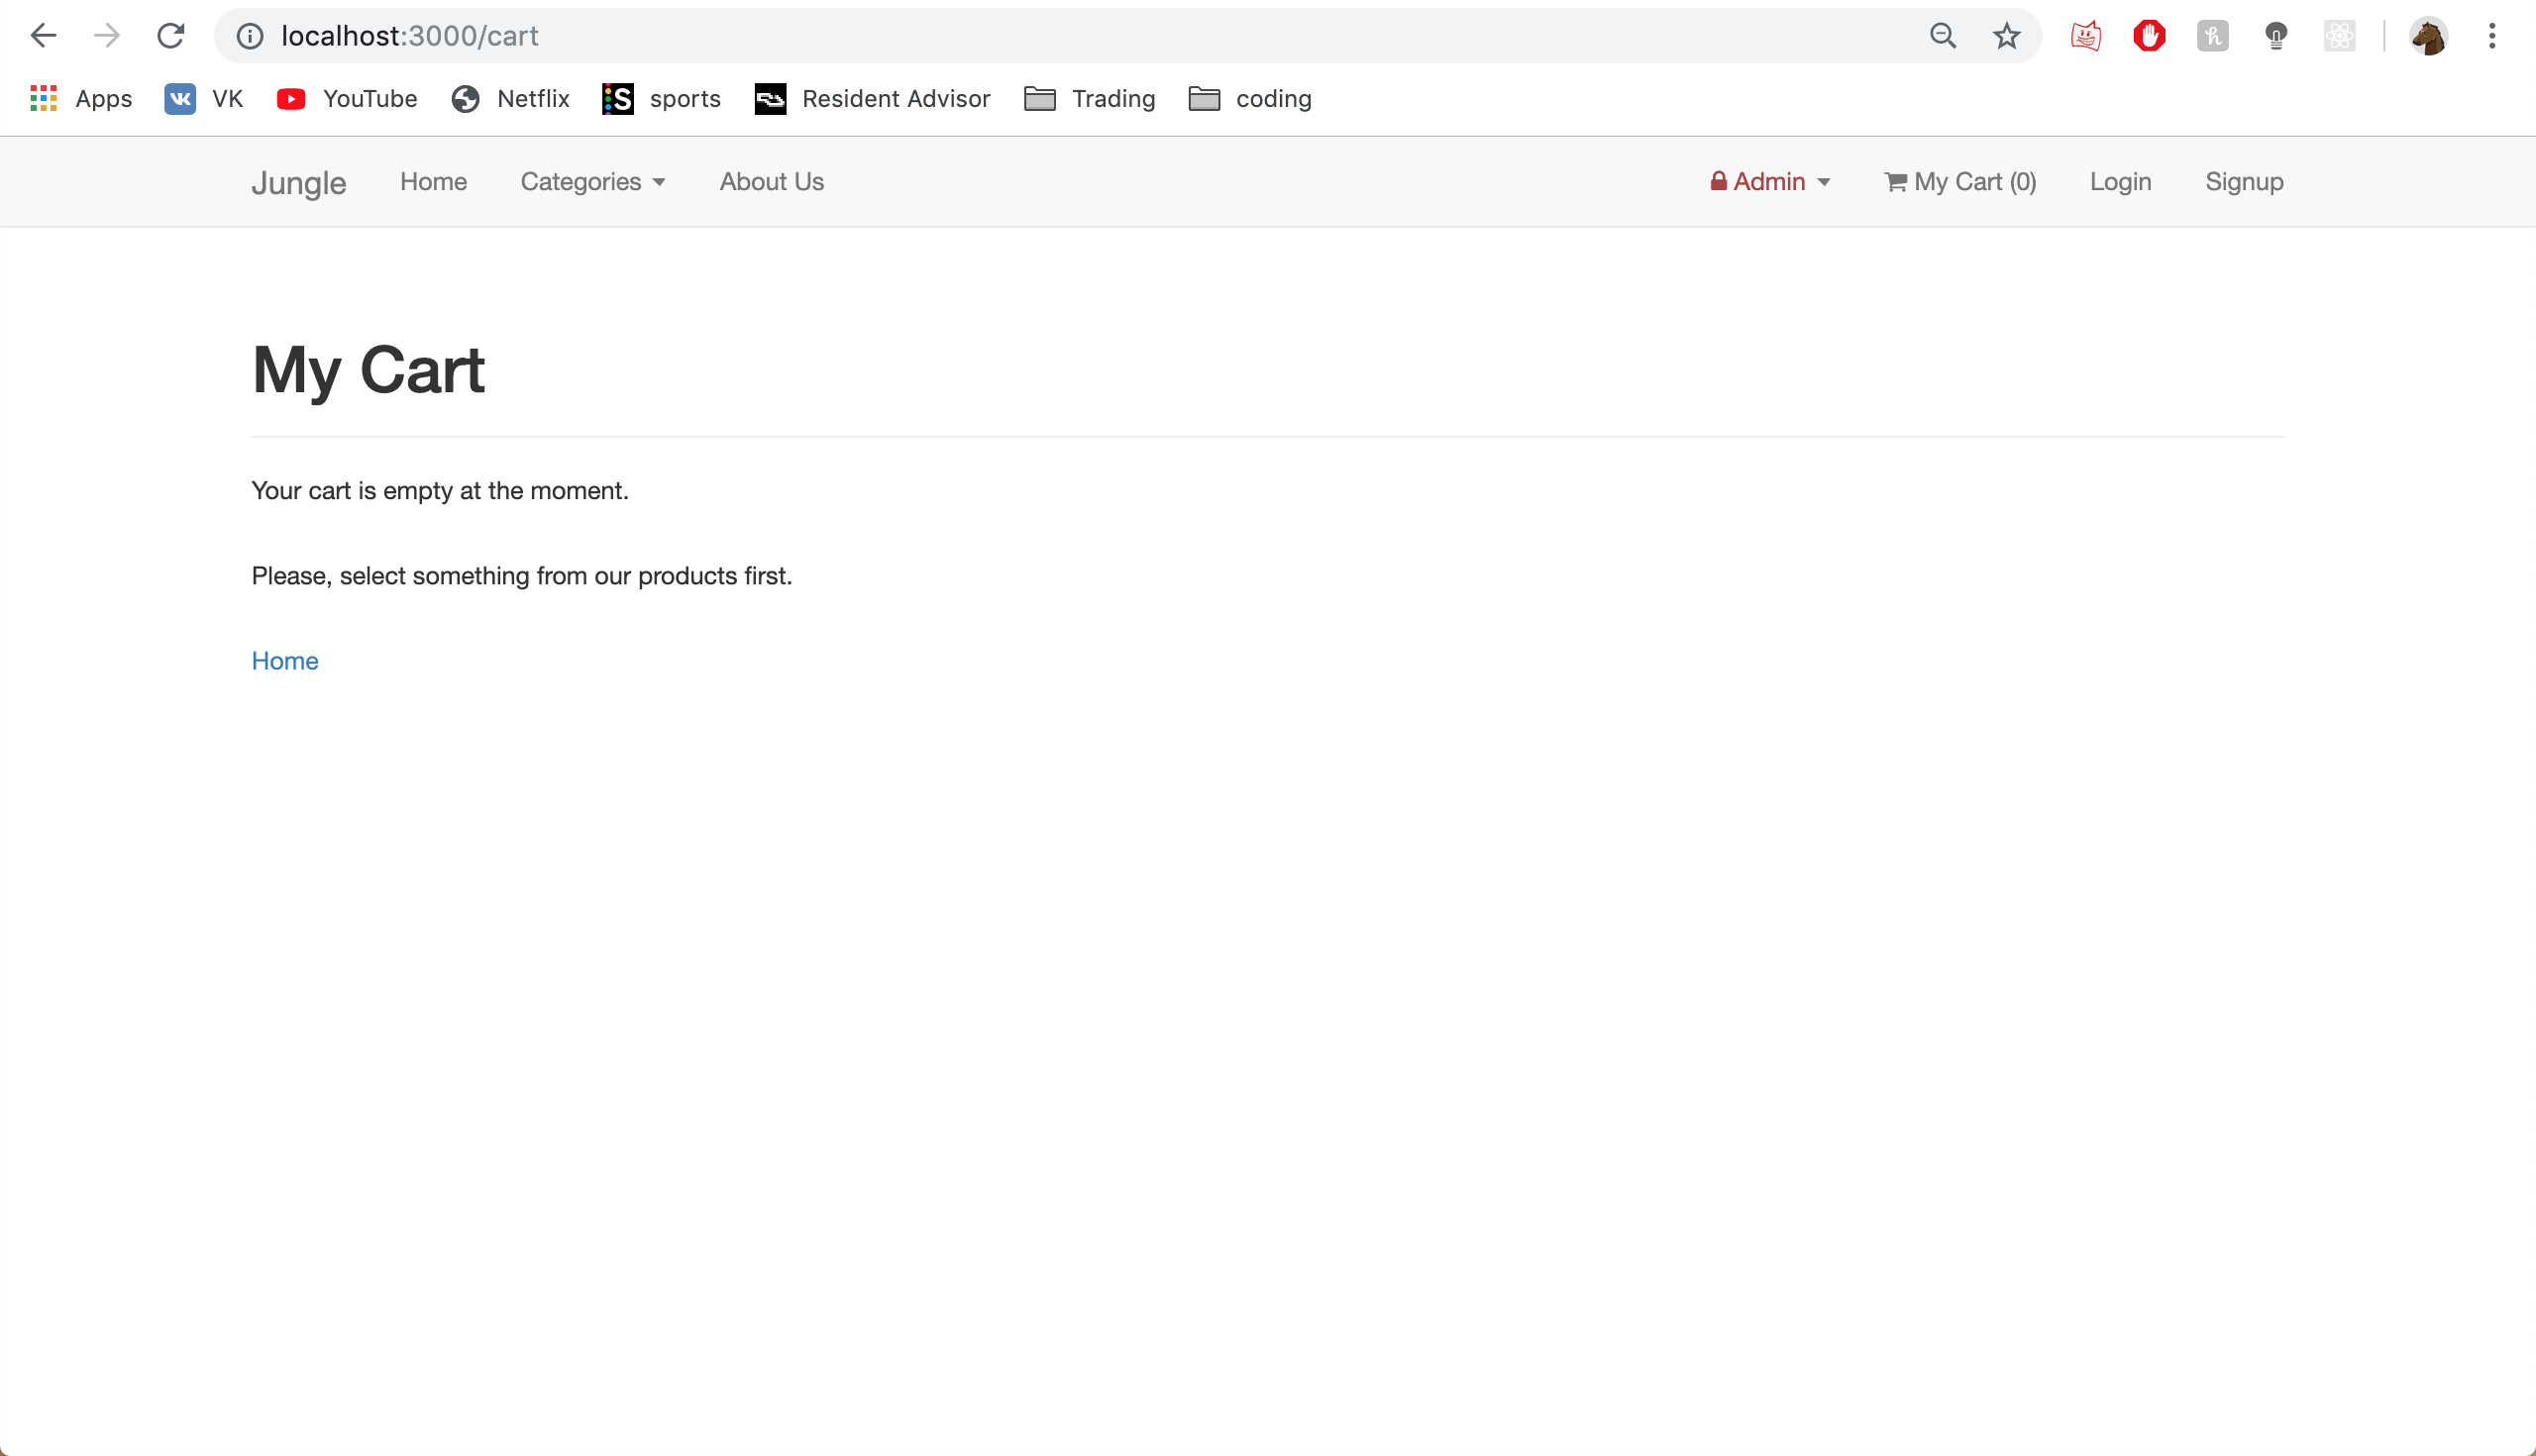 localhost:3000/cart
Apps VK YouTube Netflix S sports Resident Advisor Trading coding
Jungle Home Categories About Us Admin My Cart (0) Login Signup
My Cart
Your cart is empty at the moment.
Please, select something from our products first.
Home